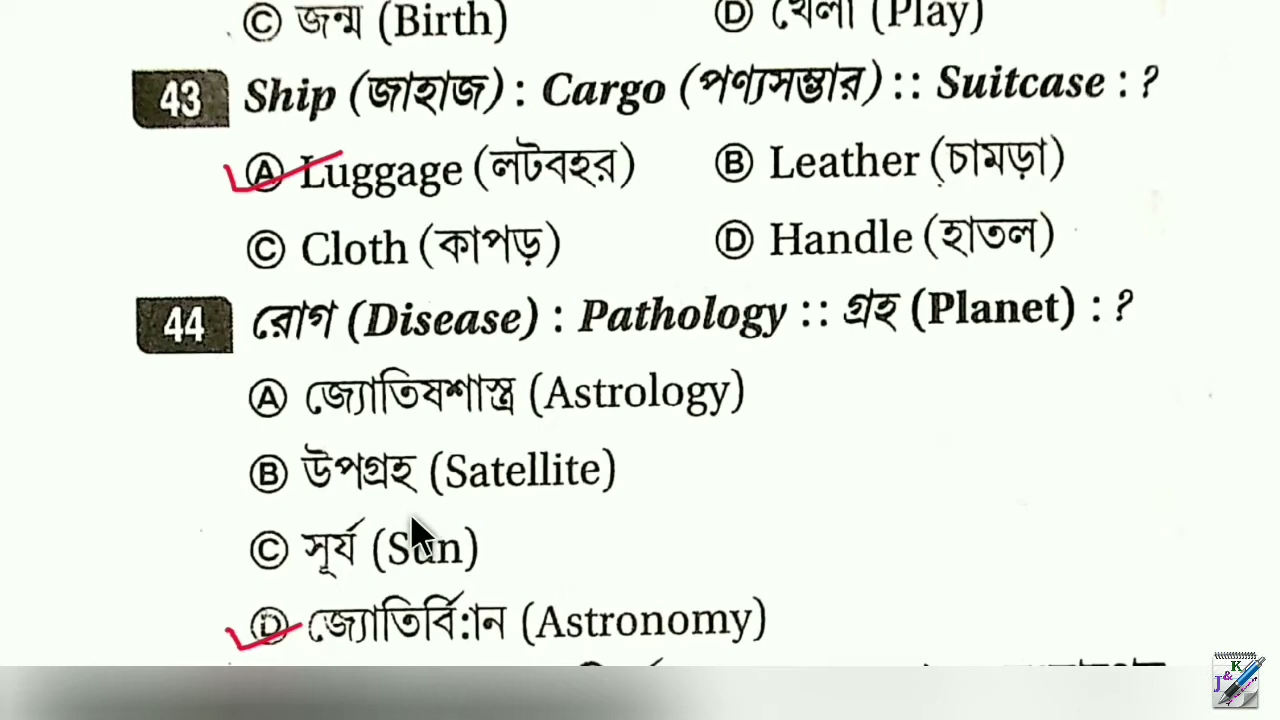 Ⓒ জন্ম (Birth) Ⓓ খেলা (Play)
43 Ship (জাহাজ) : Cargo (পণ্যসম্ভার) :: Suitcase : ?
Ⓐ Luggage (লটবহর) Ⓑ Leather (চামড়া)
Ⓒ Cloth (কাপড়) Ⓓ Handle (হাতল)
44 রোগ (Disease) : Pathology :: গ্রহ (Planet) : ?
Ⓐ জ্যোতিষশাস্ত্র (Astrology)
Ⓑ উপগ্রহ (Satellite)
Ⓒ সূর্য (Sun)
Ⓓ জ্যোতির্বি:ান (Astronomy)
J&K